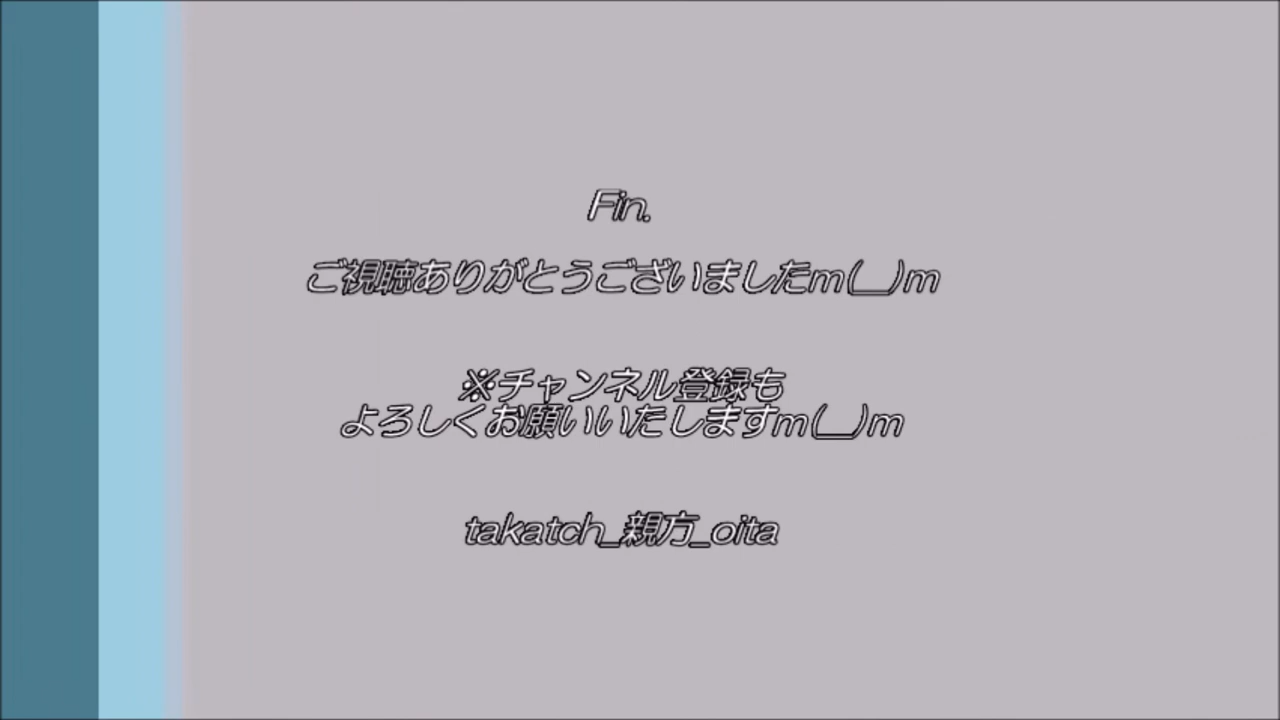 Fin.
ご視聴ありがとうございましたm(__)m
※チャンネル登録も
よろしくお願いいたしますm(__)m
takatch_親方_oita